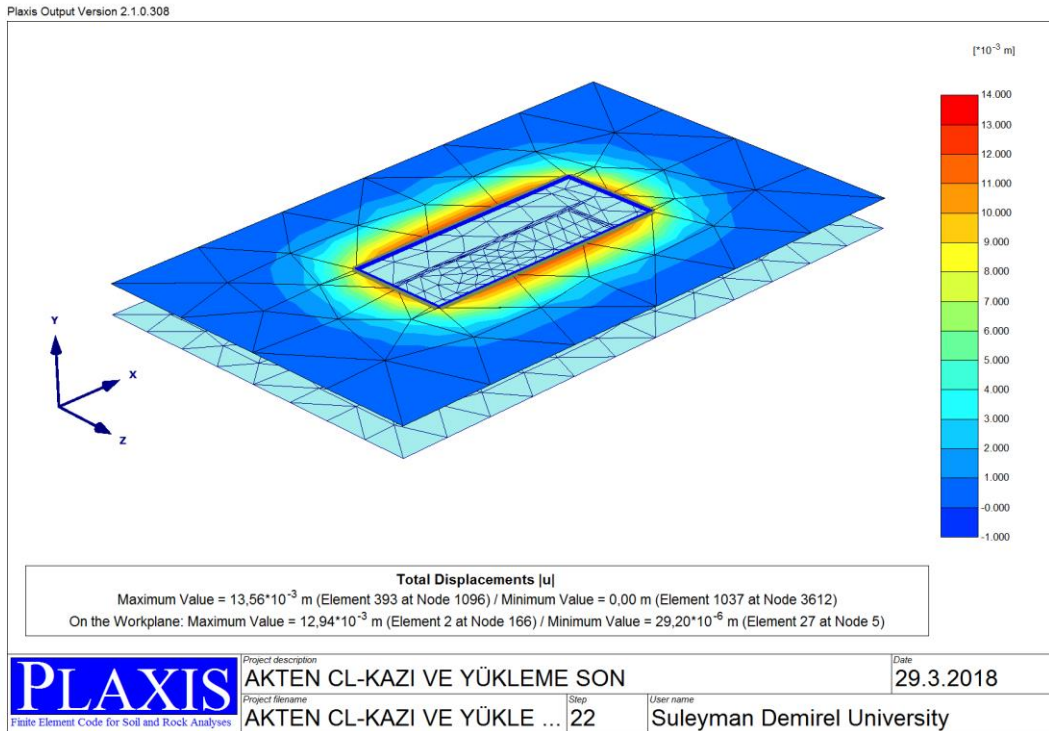 Plaxis Output Version 2.1.0.308
[*10⁻³ m]
14.000
13.000
12.000
11.000
10.000
9.000
8.000
7.000
6.000
5.000
4.000
3.000
2.000
1.000
-0.000
-1.000
Y
X
Z
Total Displacements |u|
Maximum Value = 13,56*10⁻³ m (Element 393 at Node 1096) / Minimum Value = 0,00 m (Element 1037 at Node 3612)
On the Workplane: Maximum Value = 12,94*10⁻³ m (Element 2 at Node 166) / Minimum Value = 29,20*10⁻⁶ m (Element 27 at Node 5)
PLAXIS
Finite Element Code for Soil and Rock Analyses
Project description
AKTEN CL-KAZI VE YÜKLEME SON
Date
29.3.2018
Project filename
AKTEN CL-KAZI VE YÜKLE ...
Step
22
User name
Suleyman Demirel University